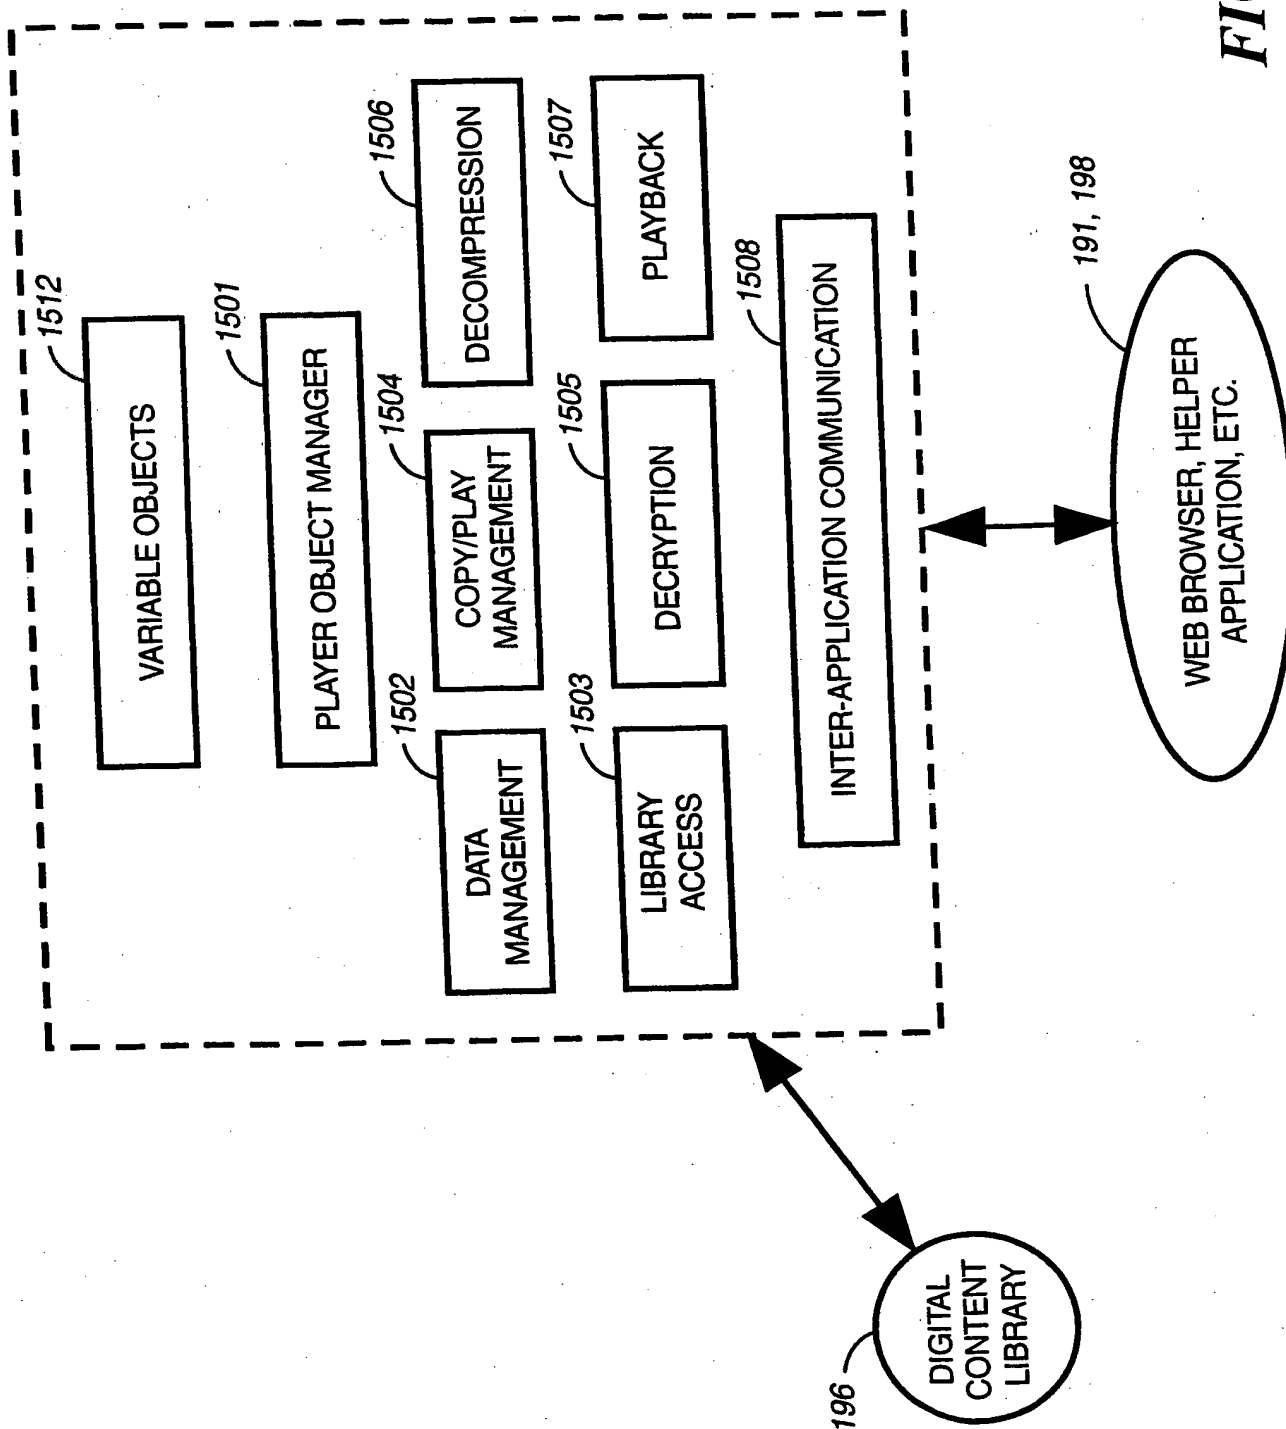 1512
VARIABLE OBJECTS
1501
PLAYER OBJECT MANAGER
1502
DATA
MANAGEMENT
1504
COPY/PLAY
MANAGEMENT
1506
DECOMPRESSION
1503
LIBRARY
ACCESS
1505
DECRYPTION
1507
PLAYBACK
1508
INTER-APPLICATION COMMUNICATION
196
DIGITAL
CONTENT
LIBRARY
191, 198
WEB BROWSER, HELPER
APPLICATION, ETC.